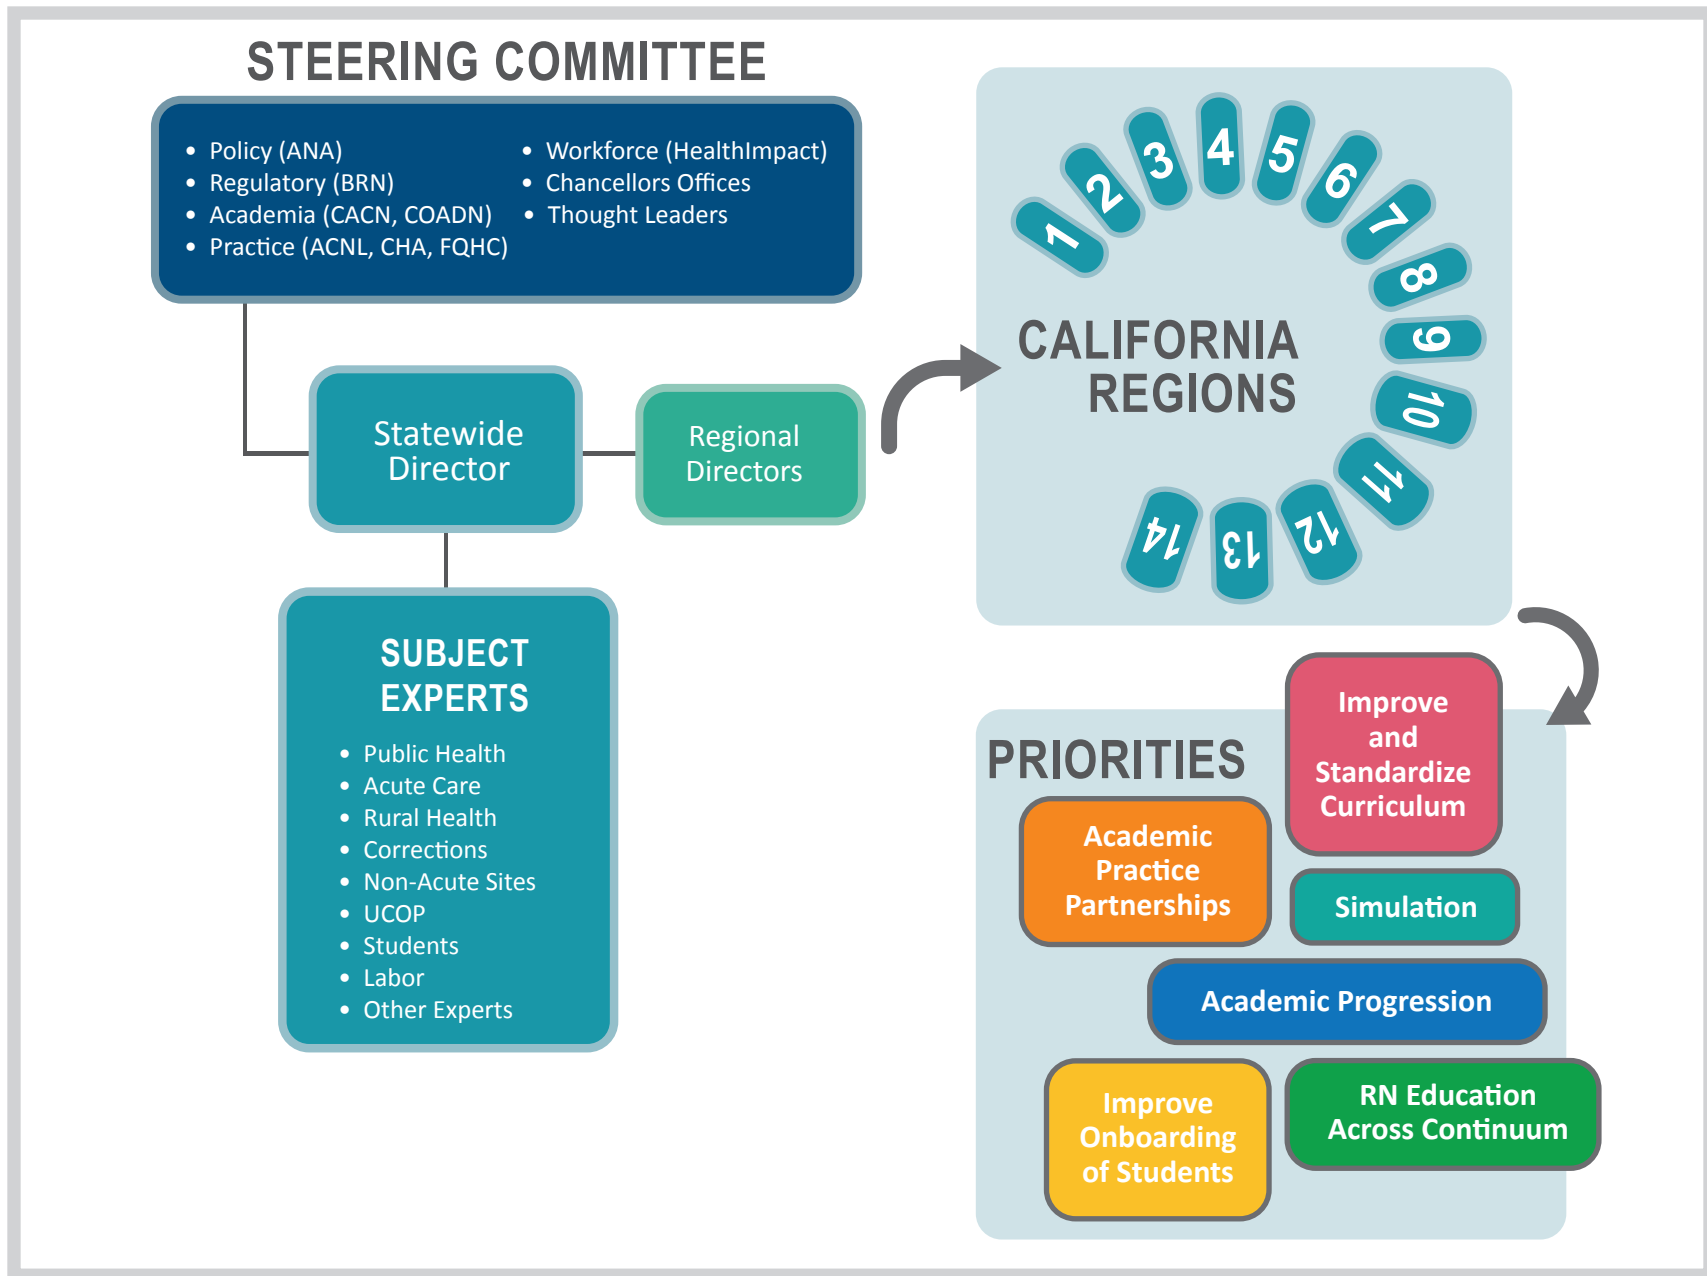 STEERING COMMITTEE
• Policy (ANA)
• Regulatory (BRN)
• Academia (CACN, COADN)
• Practice (ACNL, CHA, FQHC)
• Workforce (HealthImpact)
• Chancellors Offices
• Thought Leaders
Statewide
Director
Regional
Directors
SUBJECT
EXPERTS
• Public Health
• Acute Care
• Rural Health
• Corrections
• Non-Acute Sites
• UCOP
• Students
• Labor
• Other Experts
CALIFORNIA
REGIONS
1
2
3
4
5
6
7
8
9
10
11
12
13
14
PRIORITIES
Improve
and
Standardize
Curriculum
Academic
Practice
Partnerships
Simulation
Academic Progression
Improve
Onboarding
of Students
RN Education
Across Continuum